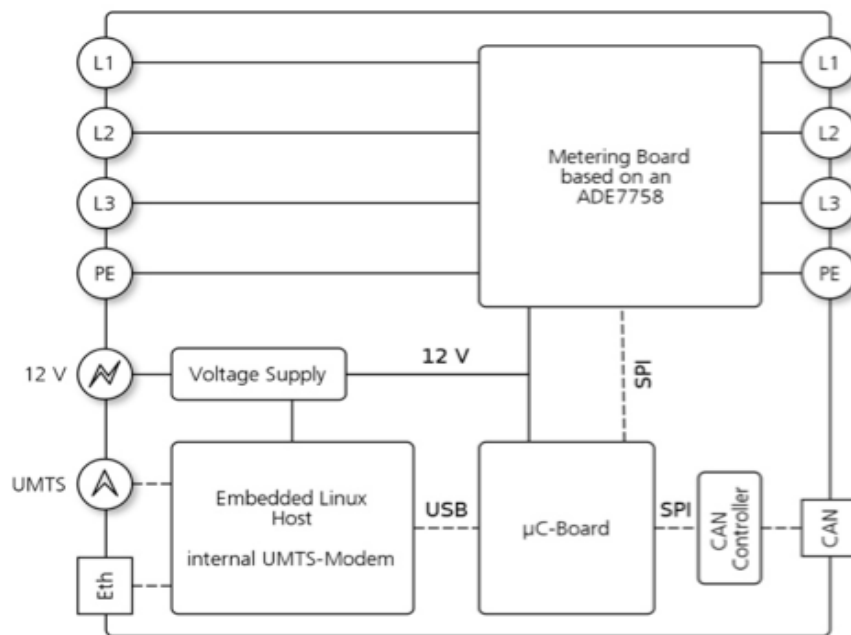 L1
L1
L2
Metering Board
based on an
ADE7758
L2
L3
L3
PE
PE
12 V
Voltage Supply
12 V
SPI
UMTS
Embedded Linux
Host
internal UMTS-Modem
USB
µC-Board
SPI
CAN
Controller
CAN
Eth